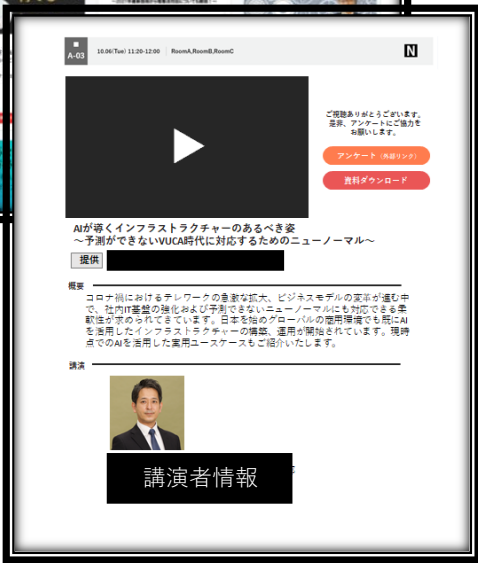 A-03
10.06(Tue) 11:20-12:00
RoomA,RoomB,RoomC
N
ご視聴ありがとうございます。
是非、アンケートにご協力を
お願いします。
アンケート（外部リンク）
資料ダウンロード
AIが導くインフラストラクチャーのあるべき姿
～予測ができないVUCA時代に対応するためのニューノーマル～
提供
概要
コロナ禍におけるテレワークの急激な拡大、ビジネスモデルの変革が進む中
で、社内IT基盤の強化および予測できないニューノーマルにも対応できる柔
軟性が求められてきています。日本を始めグローバルの商用環境でも既にAI
を活用したインフラストラクチャーの構築、運用が開始されています。現時
点でのAIを活用した実用ユースケースもご紹介いたします。
講演
講演者情報